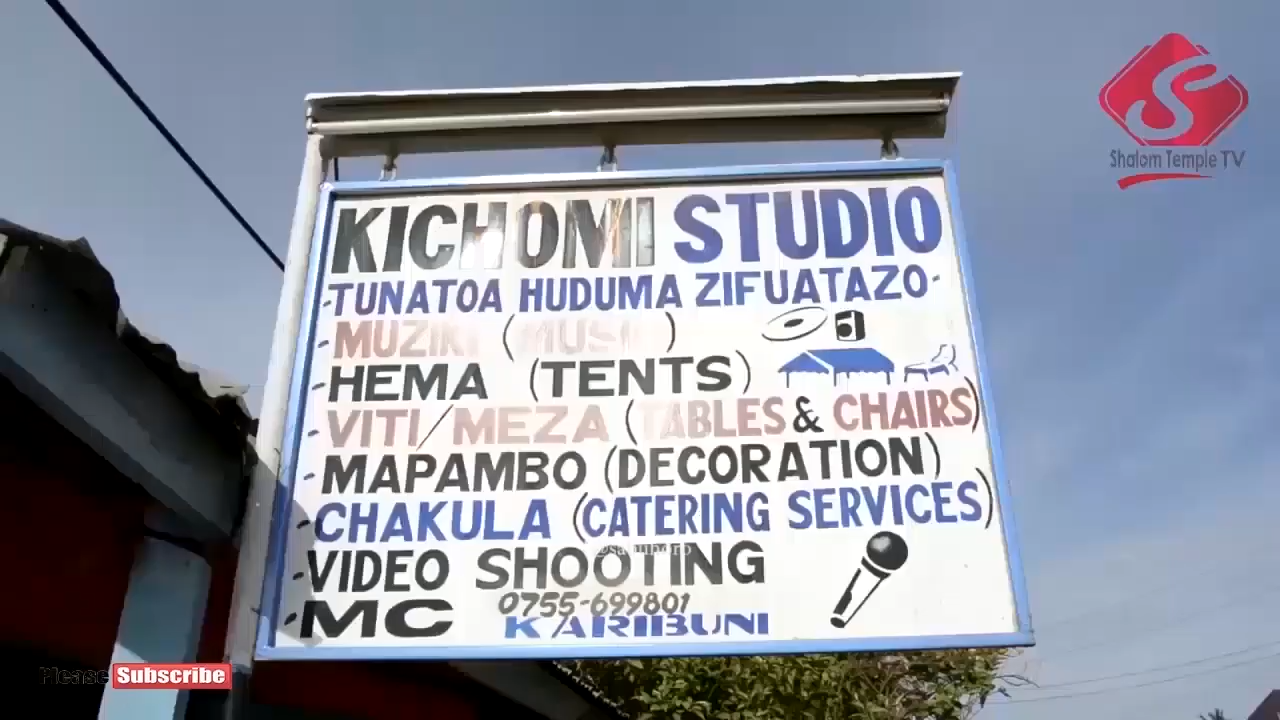 Shalom Temple TV
KICHOMI STUDIO
-TUNATOA HUDUMA ZIFUATAZO-
-MUZIKI (MUSIC)
-HEMA (TENTS)
-VITI/MEZA (TABLES & CHAIRS)
-MAPAMBO (DECORATION)
-CHAKULA (CATERING SERVICES)
-VIDEO SHOOTING
-MC 0755-699801
KARIBUNI
Please Subscribe